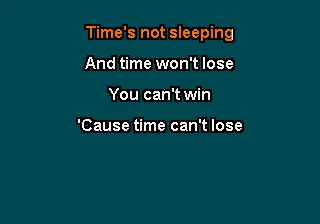 Time's not sleeping
And time won't lose
You can't win
'Cause time can't lose